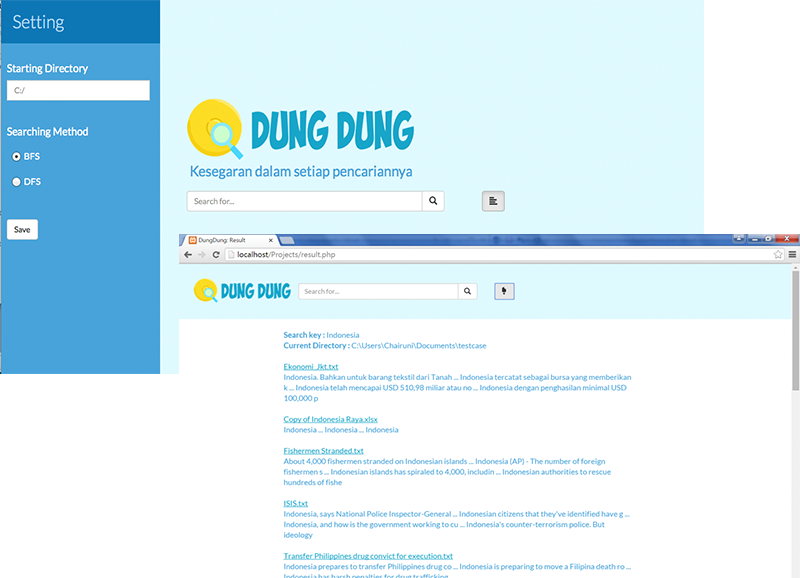 Setting
Starting Directory
C:/
Searching Method
BFS
DFS
Save
DUNG DUNG
Kesegaran dalam setiap pencariannya
Search for...
DungDung: Result
localhost/Projects/result.php
DUNG DUNG
Search for...
Search key : Indonesia
Current Directory : C:\Users\Chairuni\Documents\testcase
Ekonomi_Jkt.txt
Indonesia. Bahkan untuk barang tekstil dari Tanah ... Indonesia tercatat sebagai bursa yang memberikan
k ... Indonesia telah mencapai USD 510,98 miliar atau no ... Indonesia dengan penghasilan minimal USD
100,000 p
Copy of Indonesia Raya.xlsx
Indonesia ... Indonesia ... Indonesia
Fishermen Stranded.txt
About 4,000 fishermen stranded on Indonesian islands ... Indonesia (AP) - The number of foreign
fishermen s ... Indonesian islands has spiraled to 4,000, includin ... Indonesian authorities to rescue
hundreds of fishe
ISIS.txt
Indonesia, says National Police Inspector-General ... Indonesian citizens that they've identified have g ...
Indonesia, and how is the government working to cu ... Indonesia's counter-terrorism police. But
ideology
Transfer Philippines drug convict for execution.txt
Indonesia prepares to transfer Philippines drug co ... Indonesia is preparing to move a Filipina death ro ...
Indonesia has harsh penalties for drug trafficking